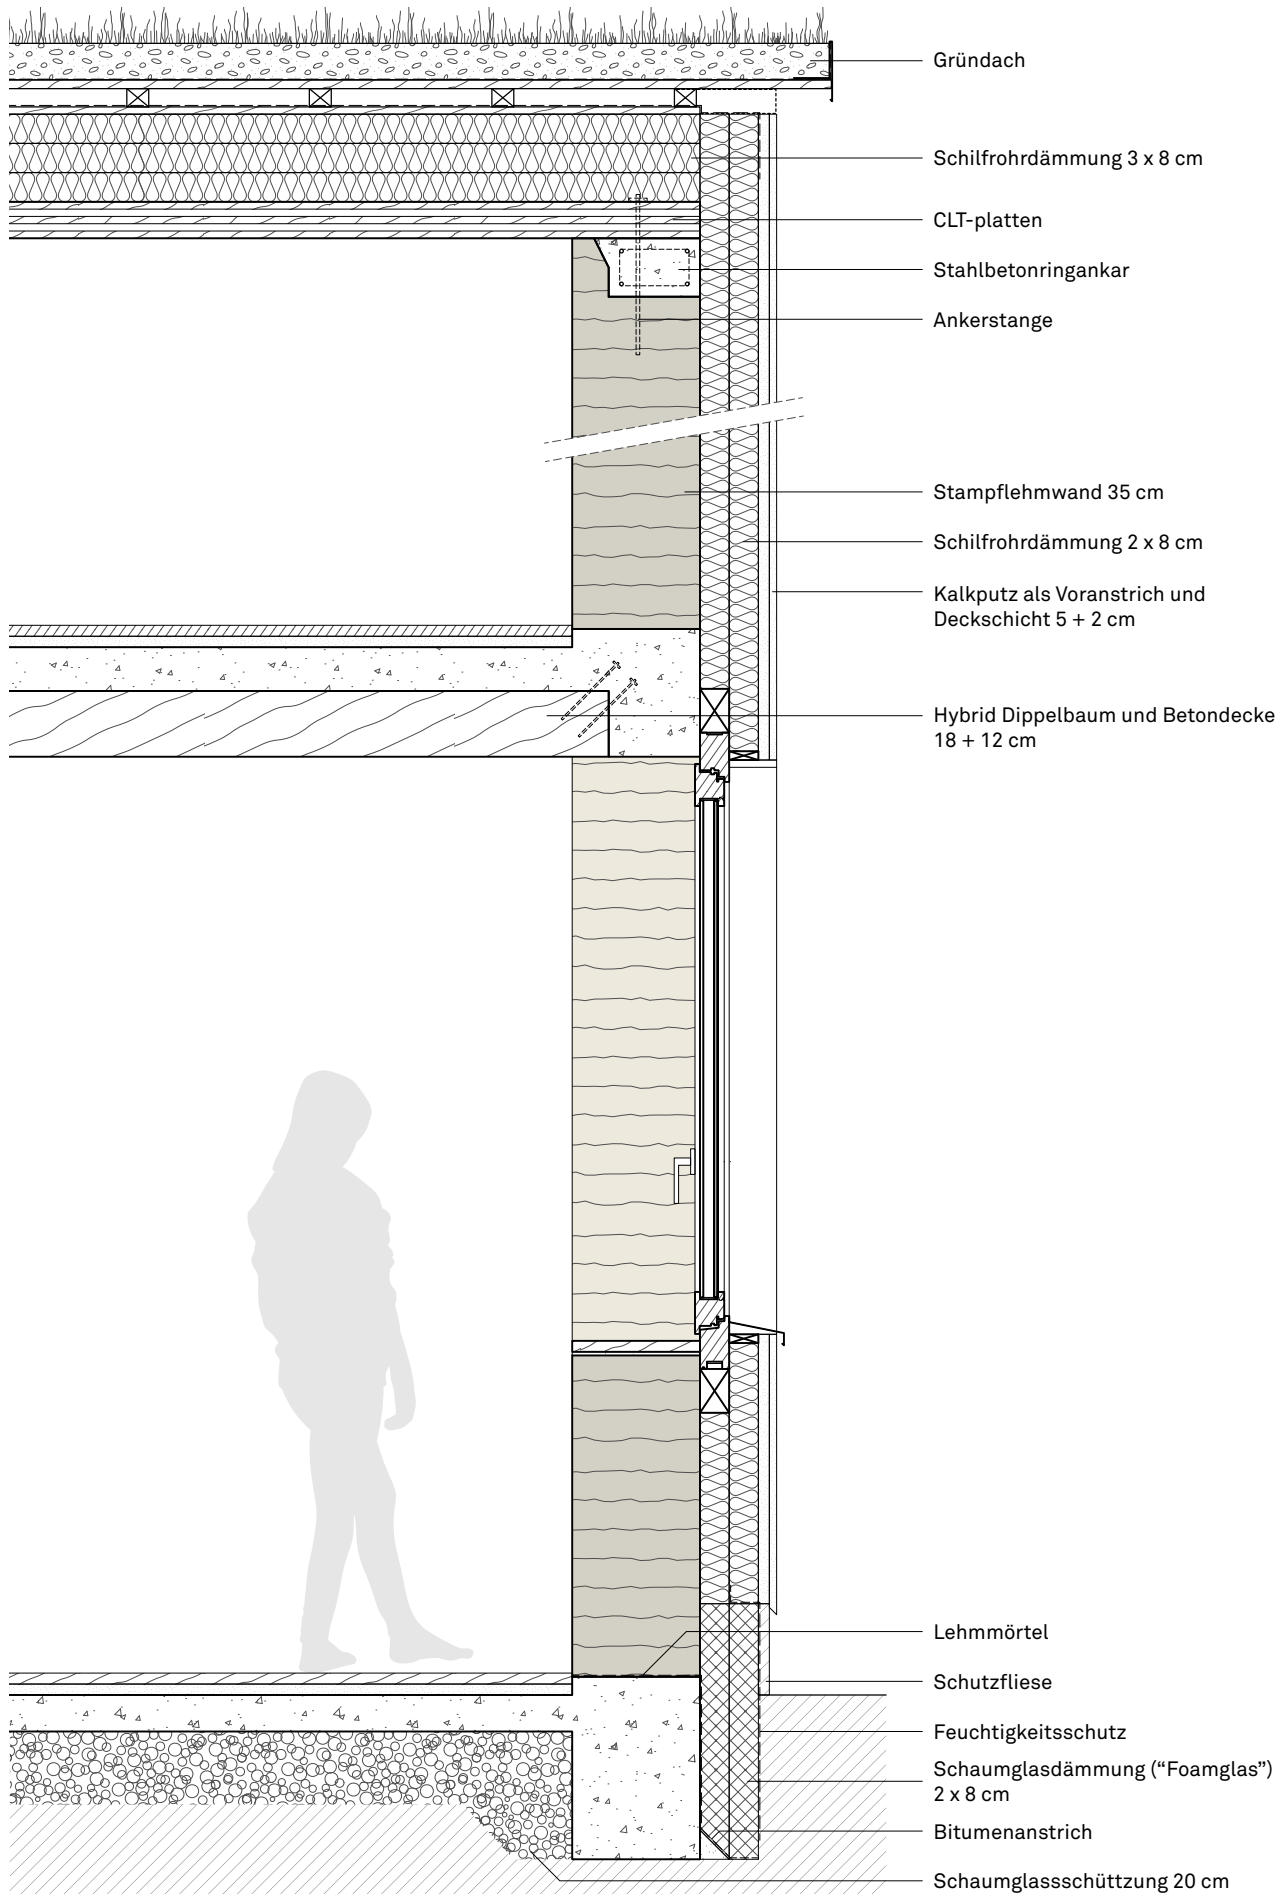 Gründach
Schilfrohrdämmung 3 x 8 cm
CLT-platten
Stahlbetonringankar
Ankerstange
Stampflehmwand 35 cm
Schilfrohrdämmung 2 x 8 cm
Kalkputz als Voranstrich und
Deckschicht 5 + 2 cm
Hybrid Dippelbaum und Betondecke
18 + 12 cm
Lehmmörtel
Schutzfliese
Feuchtigkeitsschutz
Schaumglasdämmung (“Foamglas”)
2 x 8 cm
Bitumenanstrich
Schaumglassschüttzung 20 cm